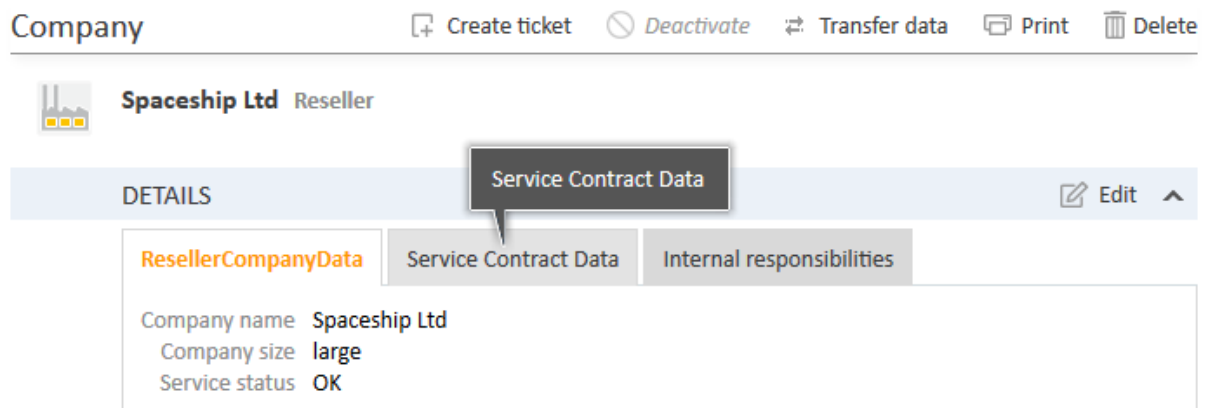 Company Create ticket Deactivate Transfer data Print Delete
Spaceship Ltd Reseller
Service Contract Data
DETAILS Edit
ResellerCompanyData Service Contract Data Internal responsibilities
Company name Spaceship Ltd
Company size large
Service status OK